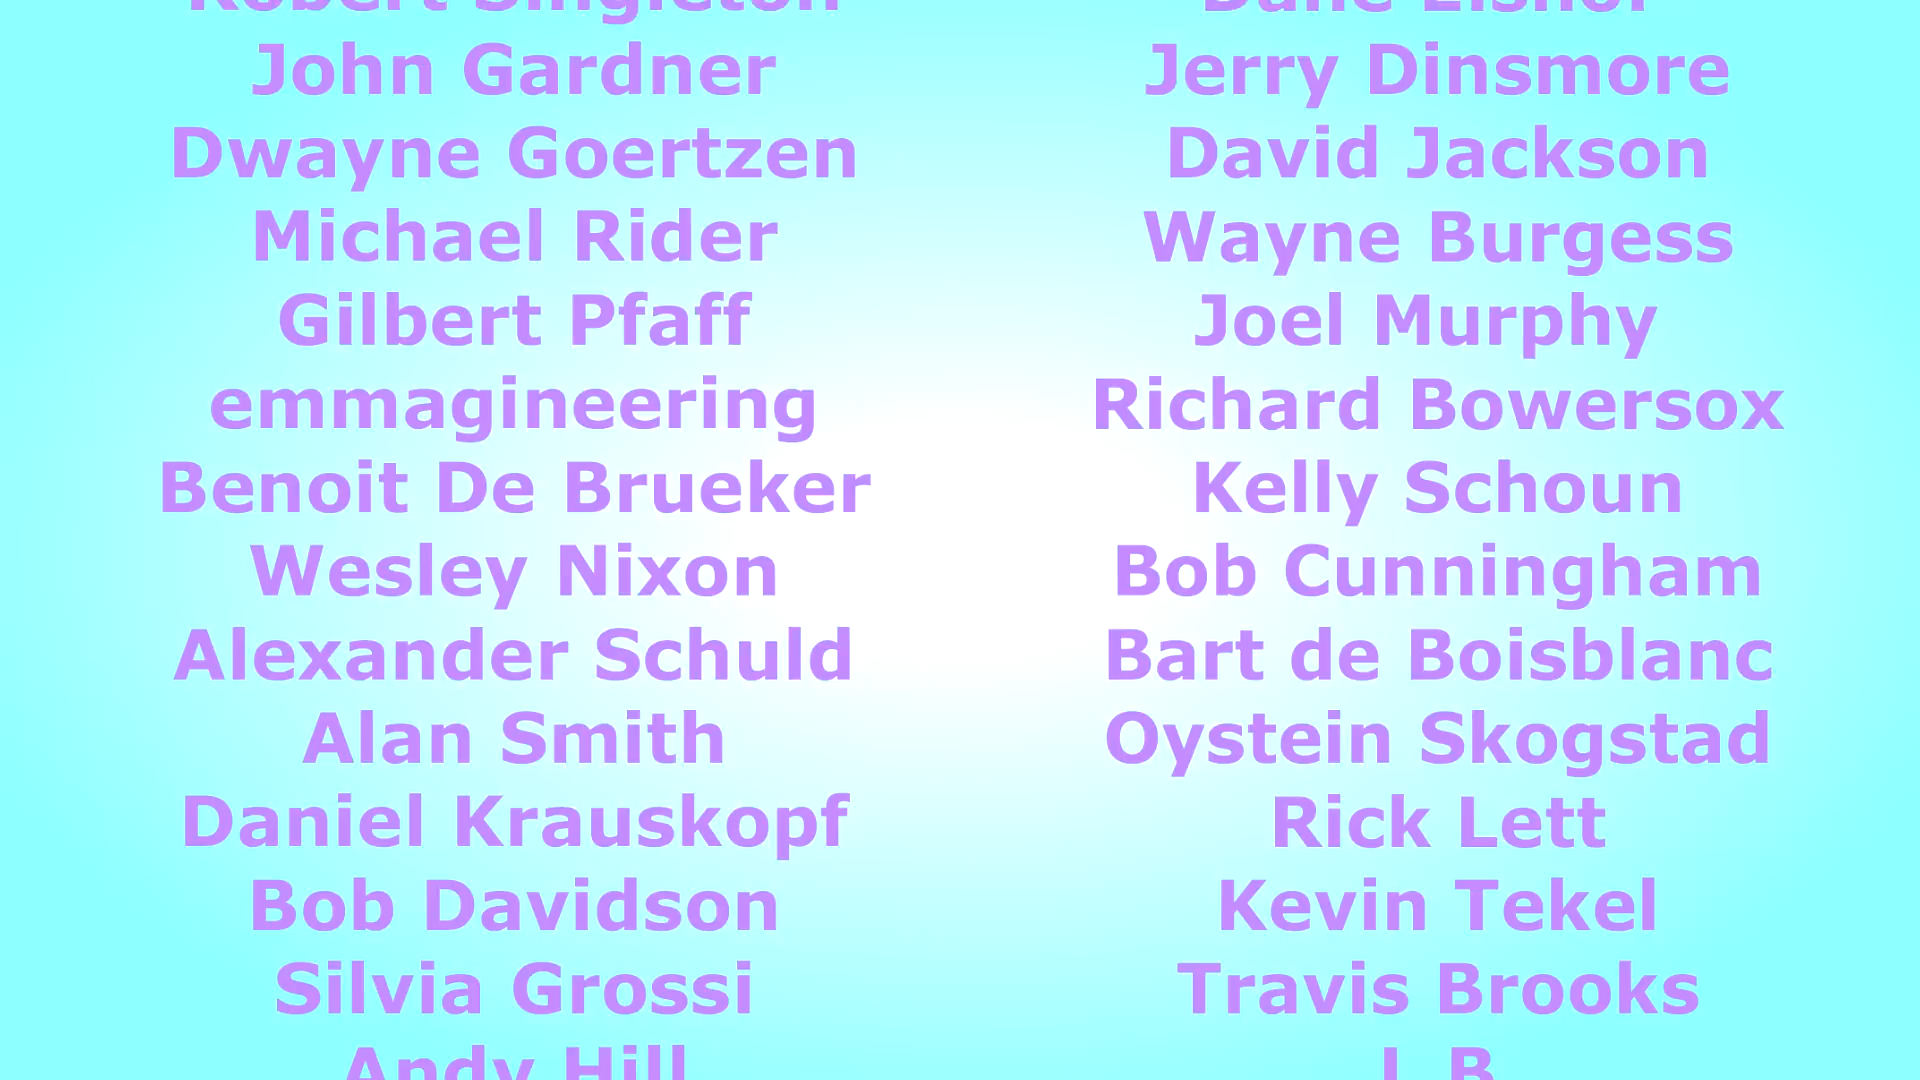 Robert Singleton
John Gardner
Dwayne Goertzen
Michael Rider
Gilbert Pfaff
emmagineering
Benoit De Brueker
Wesley Nixon
Alexander Schuld
Alan Smith
Daniel Krauskopf
Bob Davidson
Silvia Grossi
Andy Hill
Jerry Dinsmore
David Jackson
Wayne Burgess
Joel Murphy
Richard Bowersox
Kelly Schoun
Bob Cunningham
Bart de Boisblanc
Oystein Skogstad
Rick Lett
Kevin Tekel
Travis Brooks